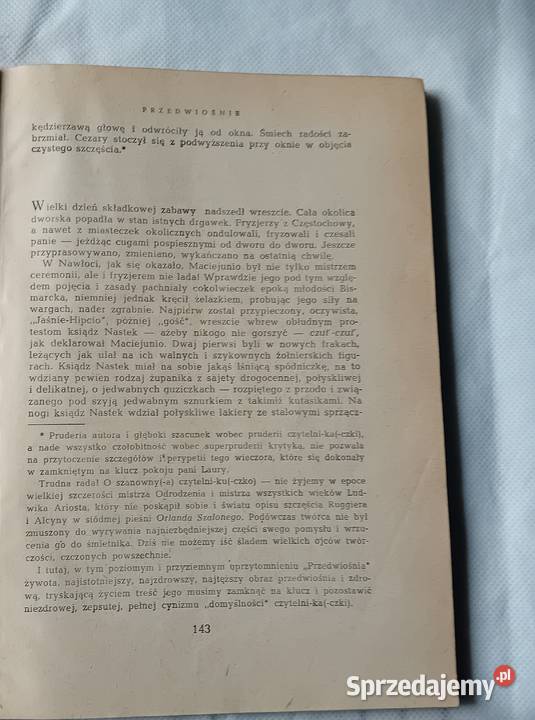 PRZEDWIOŚNIE
kędzierzawą głowę i odwróciły ją od okna. Śmiech radości za-
brzmiał. Cezary stoczył się z podwyższenia przy oknie w objęcia
czystego szczęścia.*
Wielki dzień składkowej zabawy nadszedł wreszcie. Cała okolica
dworska popadła w stan istnych drgawek. Fryzjerzy z Częstochowy,
a nawet z miasteczek okolicznych ondulowali, fryzowali i czesali
panie — jeżdżąc cugami pospiesznymi od dworu do dworu. Jeszcze
przyprasowywano, zmieniano, wykańczano na ostatnią chwilę.
W Nawłoci, jak się okazało, Maciejunio był nie tylko mistrzem
ceremonii, ale i fryzjerem nie lada! Wprawdzie jego pod tym wzglę-
dem pojęcia i zasady pachniały cokolwieczek epoką młodości Bis-
marcka, niemniej jednak kręcił żelazkiem, probując jego siły na
wargach, nader zgrabnie. Najpierw został przypieczony, oczywista,
„Jaśnie-Hipcio", później „gość", wreszcie wbrew obłudnym pro-
testom ksiądz Nastek — ażeby nikogo nie gorszyć — czuf-czuf,
jak deklarował Maciejunio. Dwaj pierwsi byli w nowych frakach,
leżących jak ulał na ich walnych i szykownych żołnierskich figu-
rach. Ksiądz Nastek miał na sobie jakąś lśniącą spódniczkę, na to
wdziany pewien rodzaj żupanika z sajety drogocennej, połyskliwej
i delikatnej, o jedwabnych guziczkach — rozpiętego z przodu i zwią-
zanego pod szyją jedwabnym sznurkiem z takimiż kutasikami. Na
nogi ksiądz Nastek wdział połyskliwe lakiery ze stalowymi sprzącz-
* Pruderia autora i głęboki szacunek wobec pruderii czytelni-ka(-czki),
a nade wszystko czołobitność wobec superpruderii krytyka, nie pozwala
na przytoczenie szczegółów i perypetii tego wieczora, które się dokonały
w zamkniętym na klucz pokoju pani Laury.
Trudna rada! O szanowny(-a) czytelni-ku(-czko) — nie żyjemy w epoce
wielkiej szczerości mistrza Odrodzenia i mistrza wszystkich wieków Lud-
wika Ariosta, który nie poskąpił sobie i światu opisu szczęścia Ruggiera
i Alcyny w siódmej pieśni Orlanda Szalonego. Podówczas twórca nie był
zmuszony do wyrywania najniezbędniejszej części swego pomysłu i wrzu-
cenia go do śmietnika. Dziś nie możemy iść śladem wielkich ojców twór-
czości, czczonych powszechnie.
I tutaj, w tym poziomym i przyziemnym uprzytomnieniu „Przedwiośnia"
żywota, najistotniejszy, najzdrowszy, najtęższy obraz przedwiośnia i zdro-
wą, tryskającą życiem treść jego musimy zamknąć na klucz i pozostawić
niezdrowej, zepsutej, pełnej cynizmu „domyślności" czytelni-ka(-czki).
143
Sprzedajemy.pl